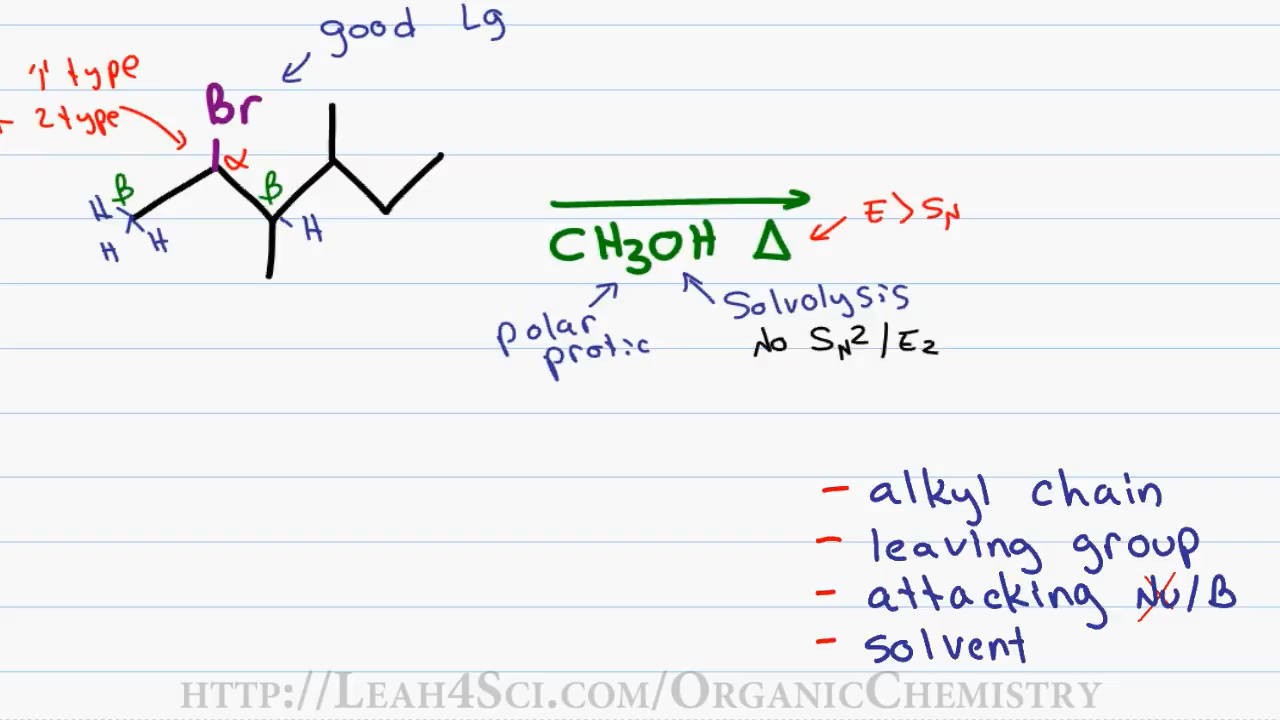 good Lg
1 type
2 type
Br
α
β
β
H
H
H
H
CH3OH Δ
E > SN
polar
protic
Solvolysis
No SN2/E2
- alkyl chain
- leaving group
- attacking Nu/B
- solvent
HTTP://LEAH4SCI.COM/ORGANICCHEMISTRY